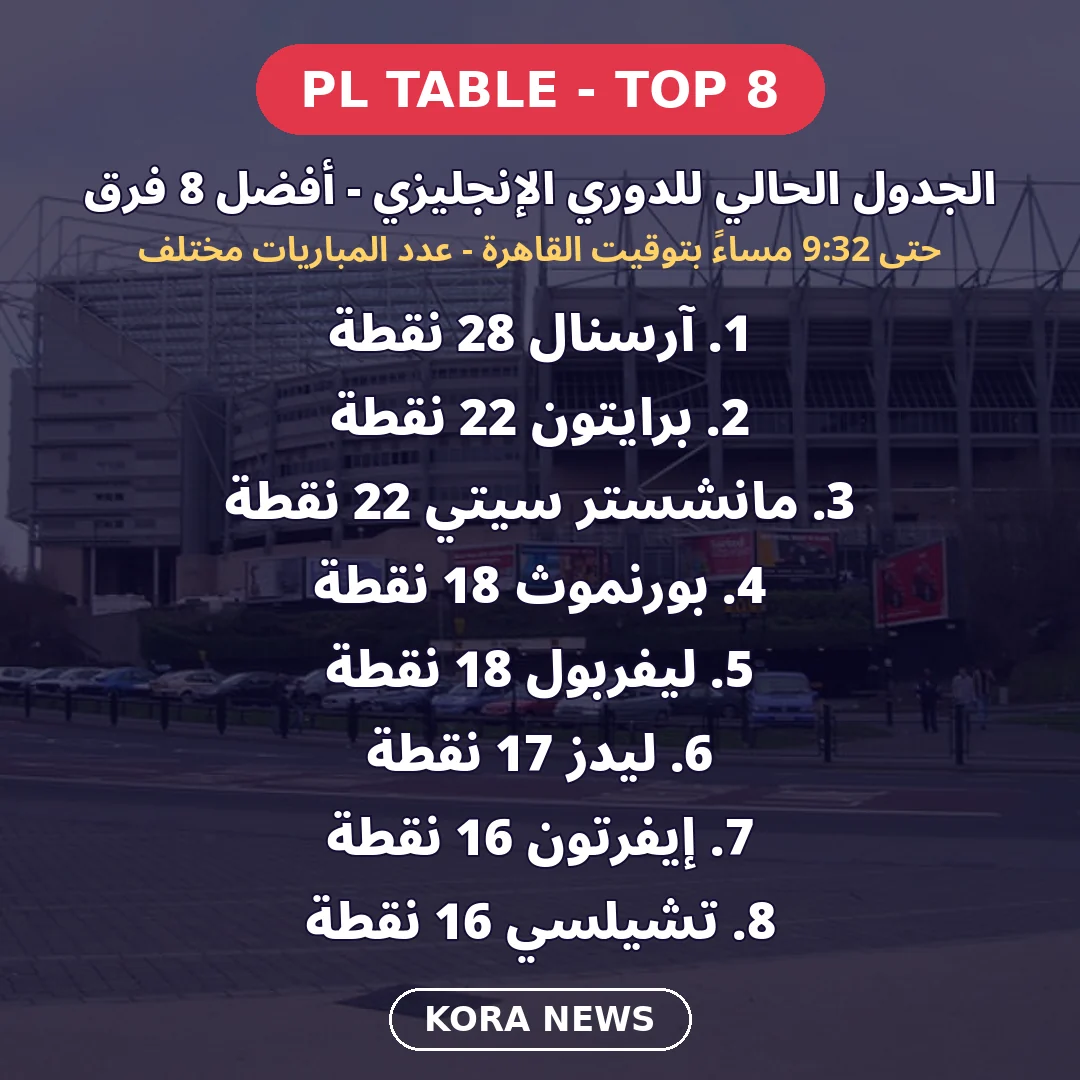 PL TABLE - TOP 8
الجدول الحالي للدوري الإنجليزي - أفضل 8 فرق
حتى 9:32 مساءً بتوقيت القاهرة - عدد المباريات مختلف
1. آرسنال 28 نقطة
2. برايتون 22 نقطة
3. مانشستر سيتي 22 نقطة
4. بورنموث 18 نقطة
5. ليفربول 18 نقطة
6. ليدز 17 نقطة
7. إيفرتون 16 نقطة
8. تشيلسي 16 نقطة
KORA NEWS